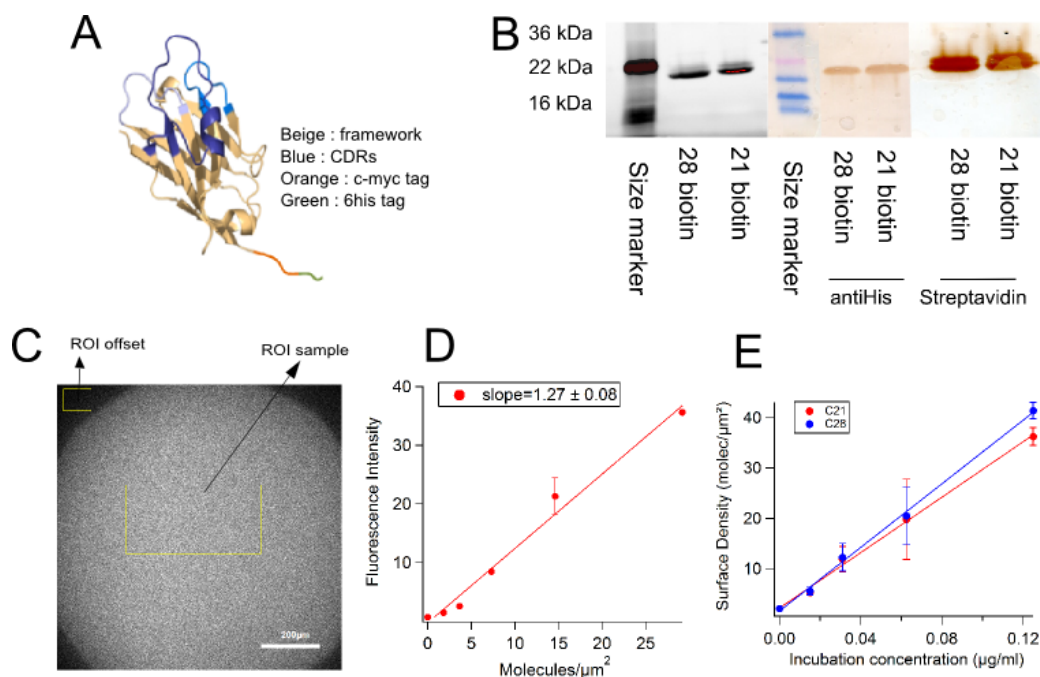 A
Beige : framework
Blue : CDRs
Orange : c-myc tag
Green : 6his tag
B
36 kDa
22 kDa
16 kDa
Size marker
28 biotin
21 biotin
Size marker
28 biotin
21 biotin
28 biotin
21 biotin
antiHis
Streptavidin
C
ROI offset
ROI sample
200µm
D
slope=1.27 ± 0.08
Fluorescence Intensity
40
30
20
10
0
5
10
15
20
25
Molecules/µm²
E
C21
C28
Surface Density (molec/µm²)
40
30
20
10
0.00
0.04
0.08
0.12
Incubation concentration (µg/ml)